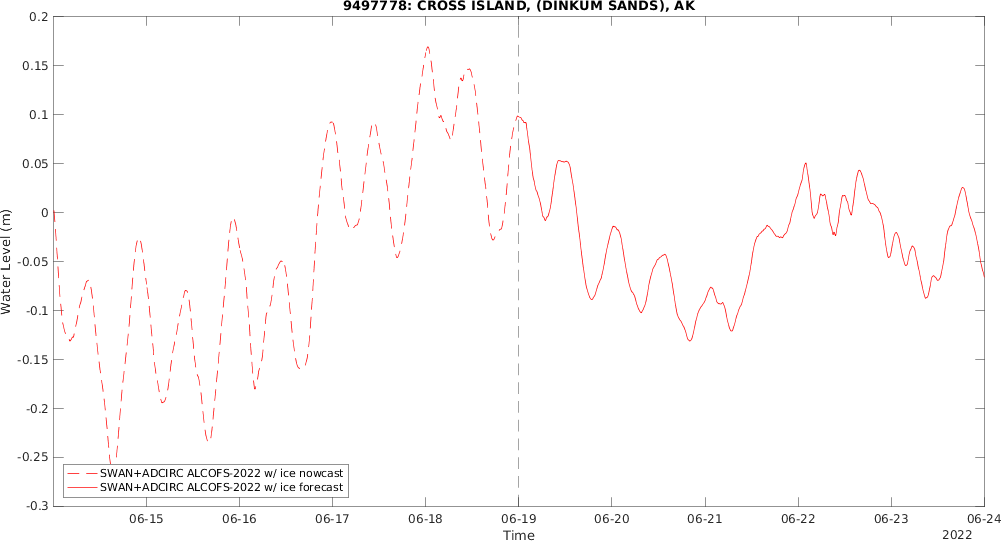 9497778: CROSS ISLAND, (DINKUM SANDS), AK
0.2
0.15
0.1
0.05
0
-0.05
-0.1
-0.15
-0.2
-0.25
-0.3
Water Level (m)
SWAN+ADCIRC ALCOFS-2022 w/ ice nowcast
SWAN+ADCIRC ALCOFS-2022 w/ ice forecast
06-15 06-16 06-17 06-18 06-19 06-20 06-21 06-22 06-23 06-24
Time
2022